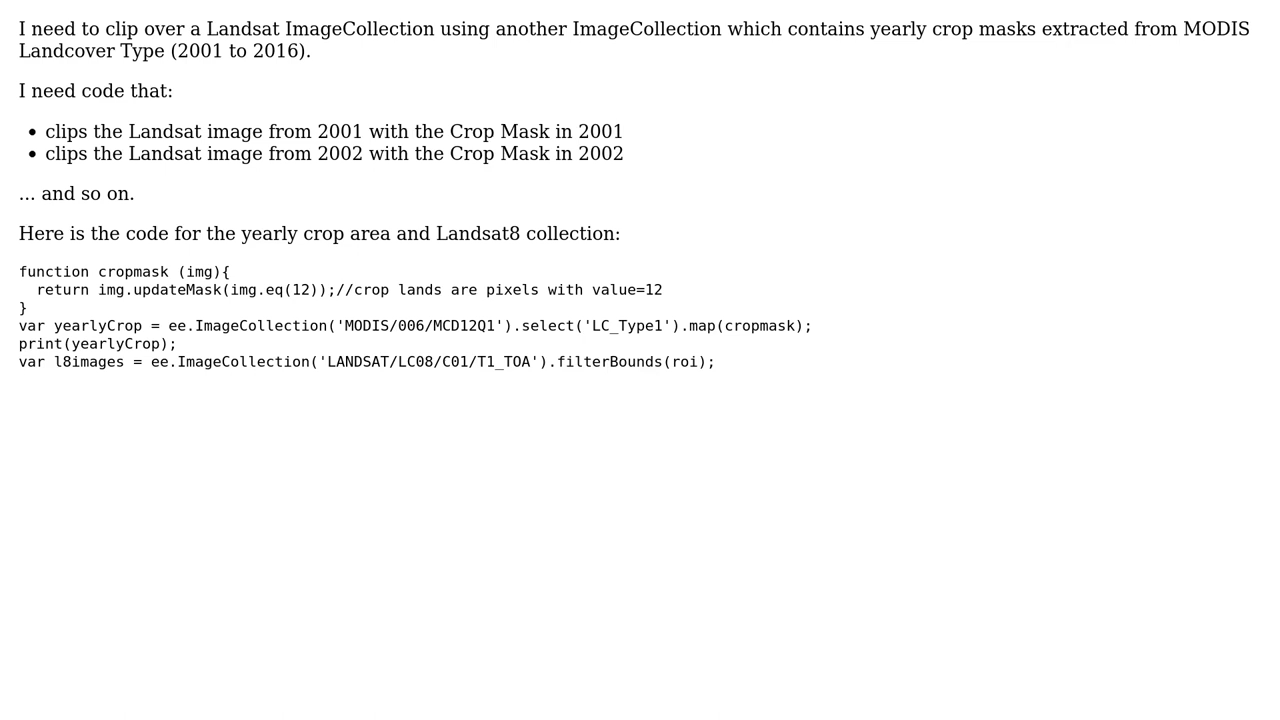 I need to clip over a Landsat ImageCollection using another ImageCollection which contains yearly crop masks extracted from MODIS
Landcover Type (2001 to 2016).
I need code that:
• clips the Landsat image from 2001 with the Crop Mask in 2001
• clips the Landsat image from 2002 with the Crop Mask in 2002
... and so on.
Here is the code for the yearly crop area and Landsat8 collection:
function cropmask (img){
  return img.updateMask(img.eq(12));//crop lands are pixels with value=12
}
var yearlyCrop = ee.ImageCollection('MODIS/006/MCD12Q1').select('LC_Type1').map(cropmask);
print(yearlyCrop);
var l8images = ee.ImageCollection('LANDSAT/LC08/C01/T1_TOA').filterBounds(roi);